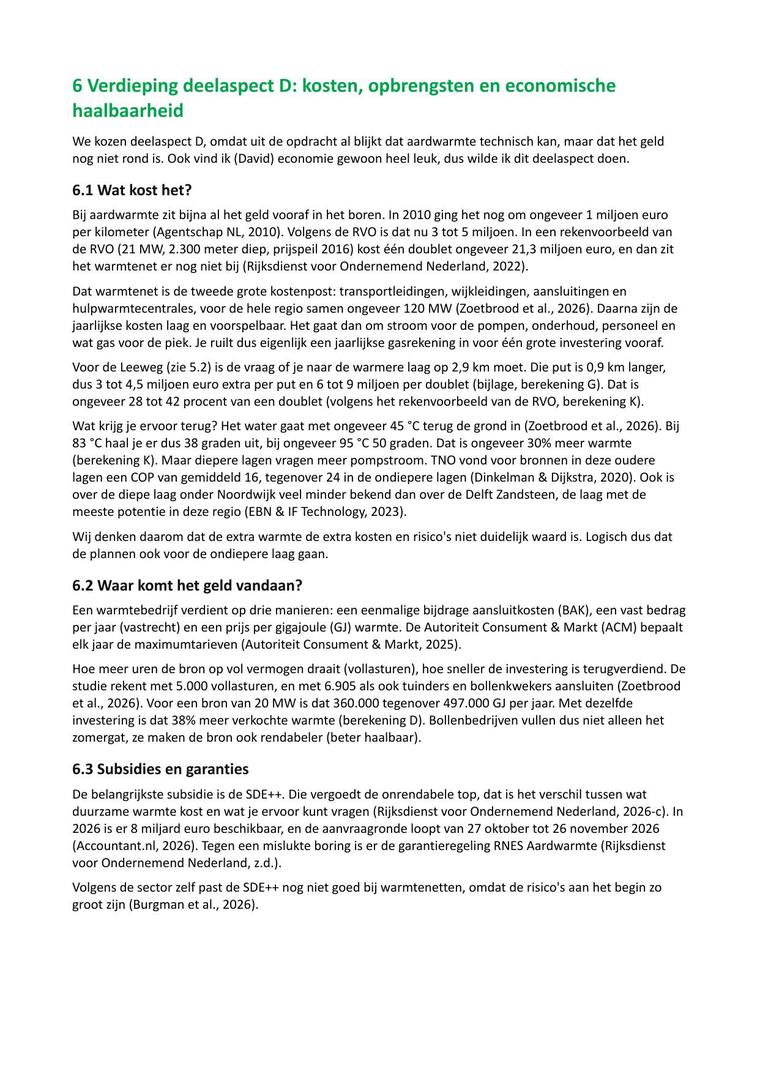 6 Verdieping deelaspect D: kosten, opbrengsten en economische
haalbaarheid
We kozen deelaspect D, omdat uit de opdracht al blijkt dat aardwarmte technisch kan, maar dat het geld
nog niet rond is. Ook vind ik (David) economie gewoon heel leuk, dus wilde ik dit deelaspect doen.
6.1 Wat kost het?
Bij aardwarmte zit bijna al het geld vooraf in het boren. In 2010 ging het nog om ongeveer 1 miljoen euro
per kilometer (Agentschap NL, 2010). Volgens de RVO is dat nu 3 tot 5 miljoen. In een rekenvoorbeeld van
de RVO (21 MW, 2.300 meter diep, prijspeil 2016) kost één doublet ongeveer 21,3 miljoen euro, en dan zit
het warmtenet er nog niet bij (Rijksdienst voor Ondernemend Nederland, 2022).
Dat warmtenet is de tweede grote kostenpost: transportleidingen, wijkleidingen, aansluitingen en
hulpwarmtecentrales, voor de hele regio samen ongeveer 120 MW (Zoetbrood et al., 2026). Daarna zijn de
jaarlijkse kosten laag en voorspelbaar. Het gaat dan om stroom voor de pompen, onderhoud, personeel en
wat gas voor de piek. Je ruilt dus eigenlijk een jaarlijkse gasrekening in voor één grote investering vooraf.
Voor de Leeweg (zie 5.2) is de vraag of je naar de warmere laag op 2,9 km moet. Die put is 0,9 km langer,
dus 3 tot 4,5 miljoen euro extra per put en 6 tot 9 miljoen per doublet (bijlage, berekening G). Dat is
ongeveer 28 tot 42 procent van een doublet (volgens het rekenvoorbeeld van de RVO, berekening K).
Wat krijg je ervoor terug? Het water gaat met ongeveer 45 °C terug de grond in (Zoetbrood et al., 2026). Bij
83 °C haal je er dus 38 graden uit, bij ongeveer 95 °C 50 graden. Dat is ongeveer 30% meer warmte
(berekening K). Maar diepere lagen vragen meer pompstroom. TNO vond voor bronnen in deze oudere
lagen een COP van gemiddeld 16, tegenover 24 in de ondiepere lagen (Dinkelman & Dijkstra, 2020). Ook is
over de diepe laag onder Noordwijk veel minder bekend dan over de Delft Zandsteen, de laag met de
meeste potentie in deze regio (EBN & IF Technology, 2023).
Wij denken daarom dat de extra warmte de extra kosten en risico's niet duidelijk waard is. Logisch dus dat
de plannen ook voor de ondiepere laag gaan.
6.2 Waar komt het geld vandaan?
Een warmtebedrijf verdient op drie manieren: een eenmalige bijdrage aansluitkosten (BAK), een vast bedrag
per jaar (vastrecht) en een prijs per gigajoule (GJ) warmte. De Autoriteit Consument & Markt (ACM) bepaalt
elk jaar de maximumtarieven (Autoriteit Consument & Markt, 2025).
Hoe meer uren de bron op vol vermogen draait (vollasturen), hoe sneller de investering is terugverdiend. De
studie rekent met 5.000 vollasturen, en met 6.905 als ook tuinders en bollenkwekers aansluiten (Zoetbrood
et al., 2026). Voor een bron van 20 MW is dat 360.000 tegenover 497.000 GJ per jaar. Met dezelfde
investering is dat 38% meer verkochte warmte (berekening D). Bollenbedrijven vullen dus niet alleen het
zomergat, ze maken de bron ook rendabeler (beter haalbaar).
6.3 Subsidies en garanties
De belangrijkste subsidie is de SDE++. Die vergoedt de onrendabele top, dat is het verschil tussen wat
duurzame warmte kost en wat je ervoor kunt vragen (Rijksdienst voor Ondernemend Nederland, 2026-c). In
2026 is er 8 miljard euro beschikbaar, en de aanvraagronde loopt van 27 oktober tot 26 november 2026
(Accountant.nl, 2026). Tegen een mislukte boring is er de garantieregeling RNES Aardwarmte (Rijksdienst
voor Ondernemend Nederland, z.d.).
Volgens de sector zelf past de SDE++ nog niet goed bij warmtenetten, omdat de risico's aan het begin zo
groot zijn (Burgman et al., 2026).